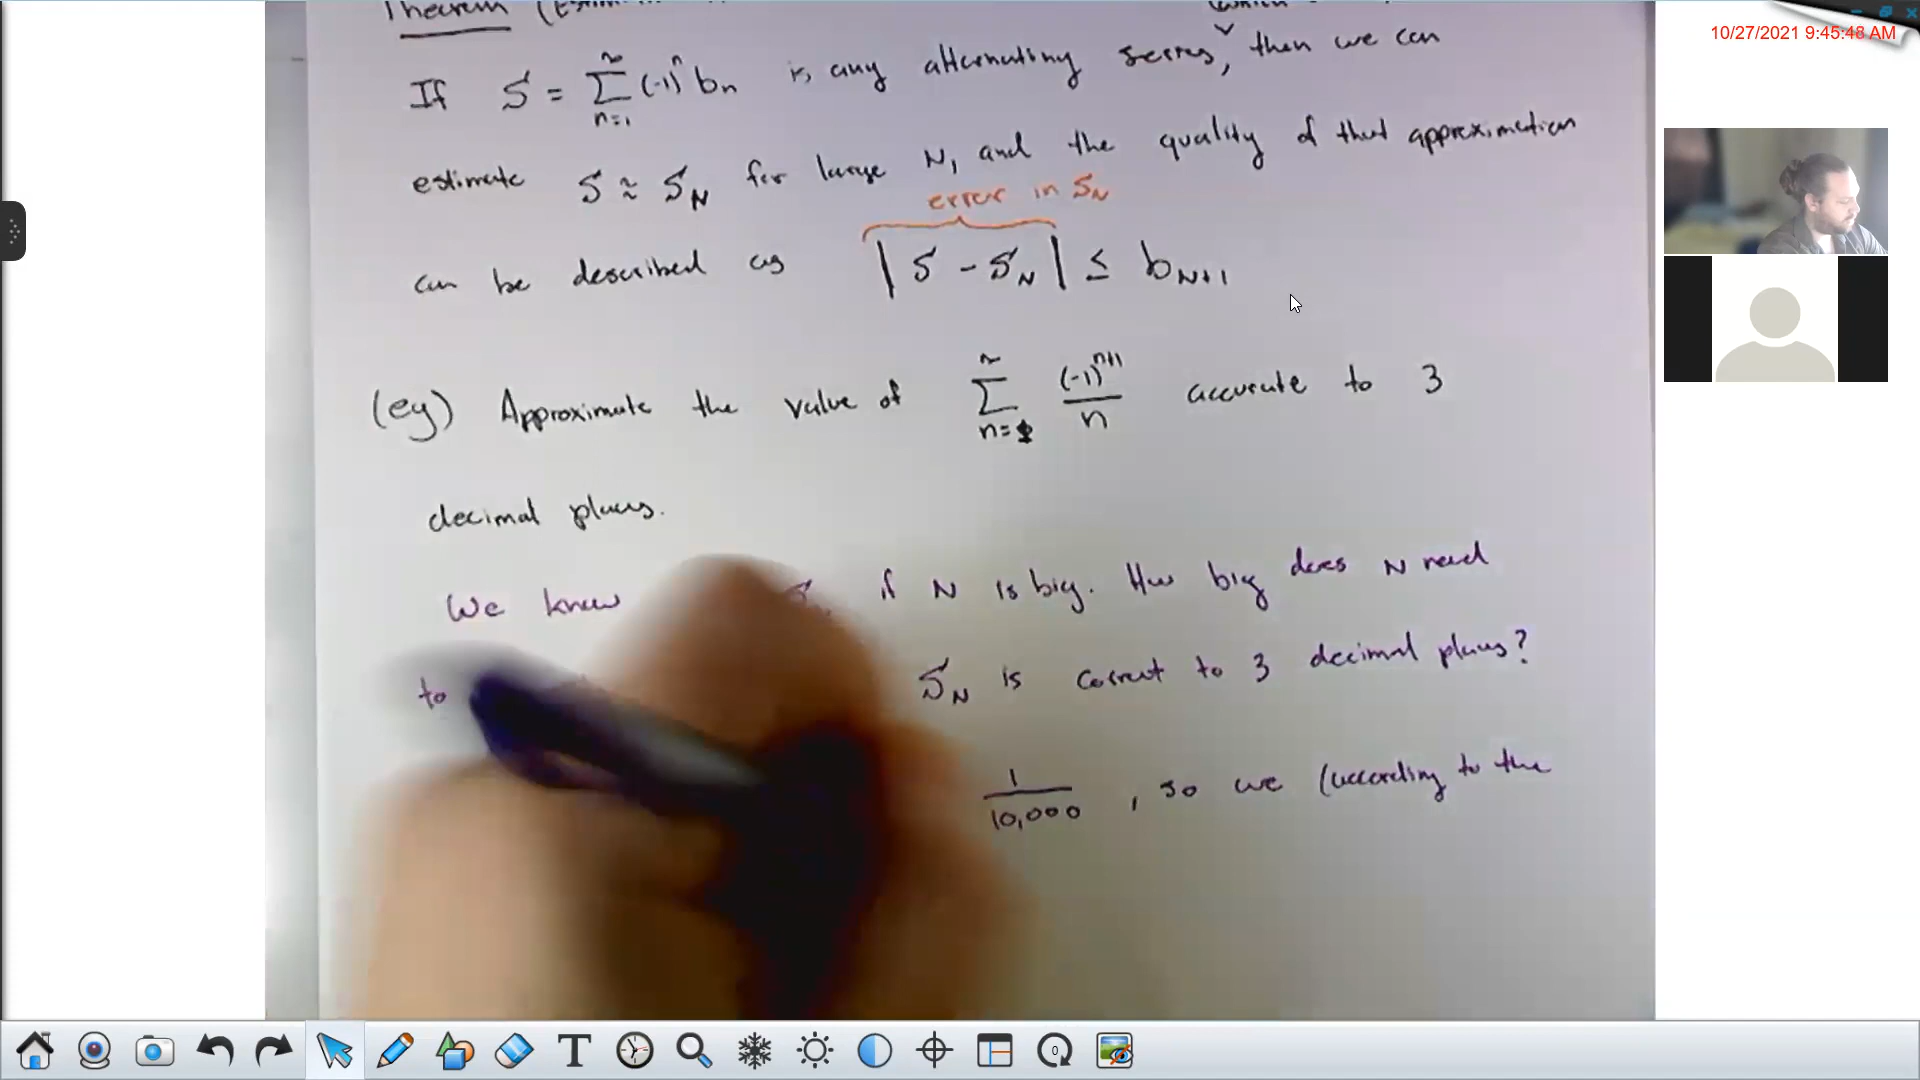 10/27/2021 9:45:48 AM
Theorem
If S = ∑_{n=1}^{∞} (-1)^n b_n is any alternating series, then we can
estimate S ≈ S_N for large N, and the quality of that approximation
error in S_N
can be described as |S - S_N| ≤ b_{N+1}
(eg) Approximate the value of ∑_{n=1}^{∞} (-1)^{n+1}/n accurate to 3
decimal places.
We know if N is big. How big does N need
to S_N is correct to 3 decimal places?
1/10,000, so we (according to the
T
0